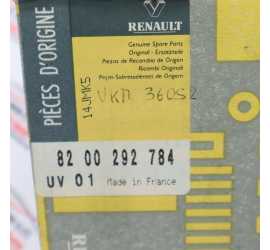 RENAULT
Genuine Spare Parts
Original - Ersatzteile
Piezas de Recambio de Origen
Ricambi Originali
Peças-Sobresselentes de Origem
PIÈCES D'ORIGINE
14JMK5
VKM 36052
82 00 292 784
UV 01 Made in France